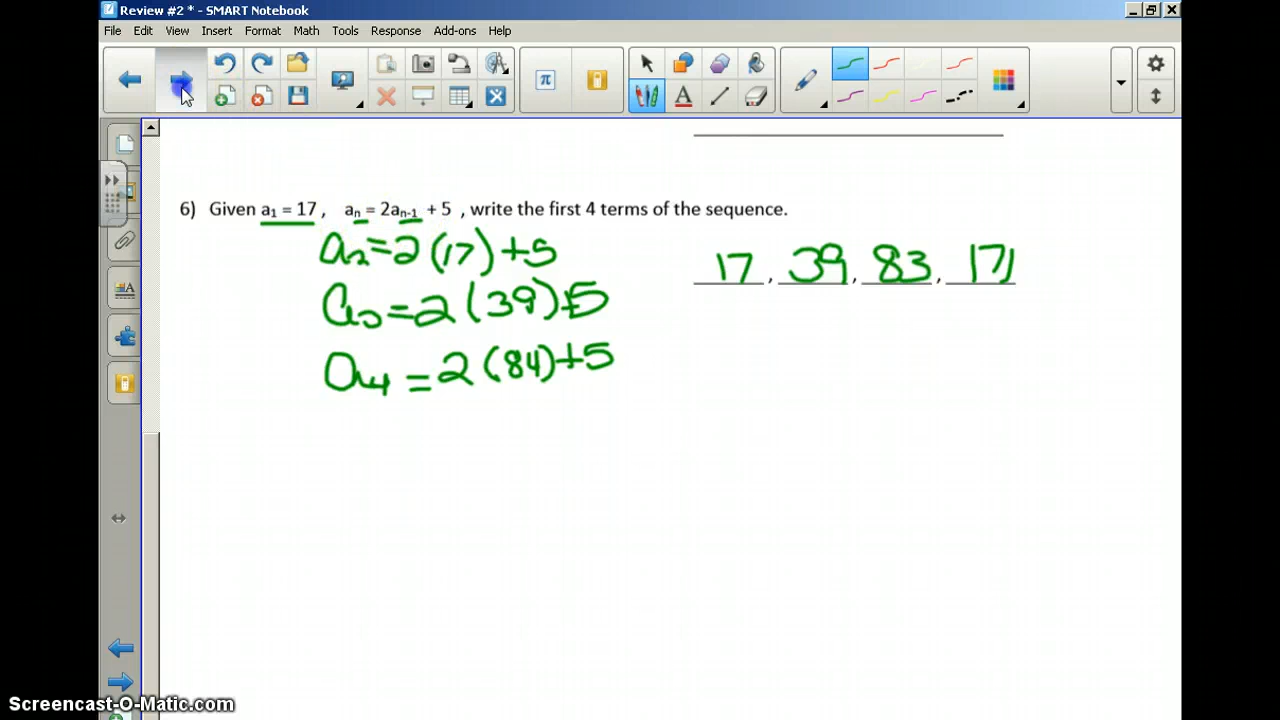 Review #2 * - SMART Notebook
File Edit View Insert Format Math Tools Response Add-ons Help
π
A
6) Given a1 = 17 , an = 2an-1 + 5 , write the first 4 terms of the sequence.
a2 = 2 (17) + 5
17 , 39 , 83 , 171
a3 = 2 (39) + 5
a4 = 2 (84) + 5
Screencast-O-Matic.com